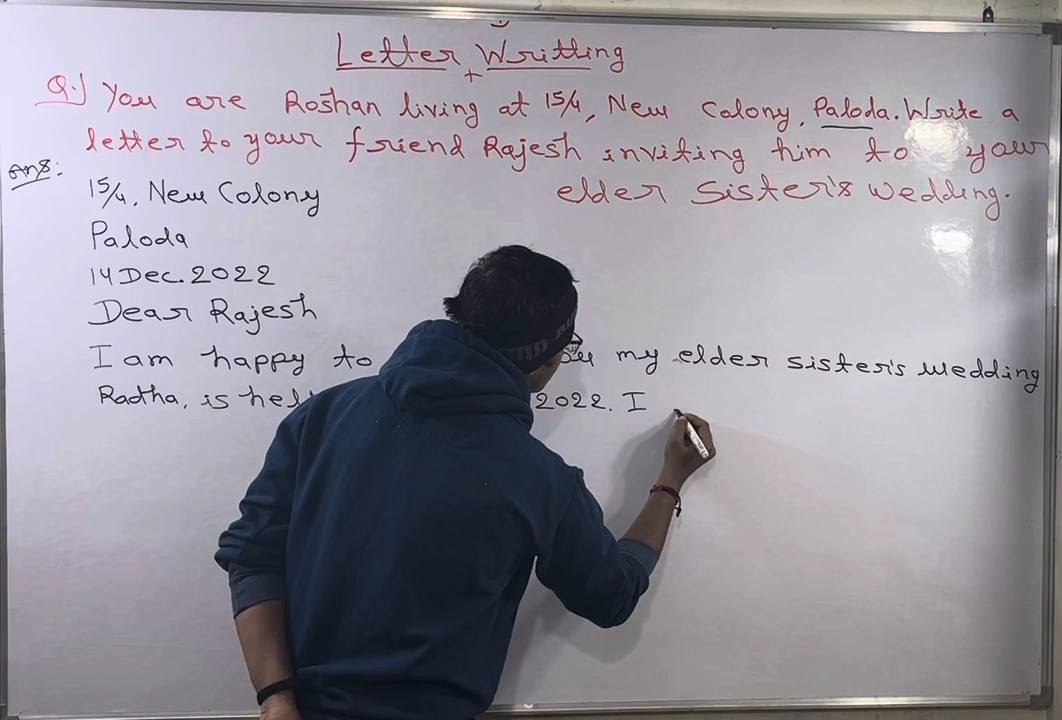 Letter Writting
Q.) You are Roshan living at 15/4, New Colony, Paloda. Write a
letter to your friend Rajesh inviting him to your
elder Sister's wedding.
Ans:
15/4, New Colony
Paloda
14 Dec. 2022
Dear Rajesh
I am happy to my elder sister's wedding
Radha, is 2022. I